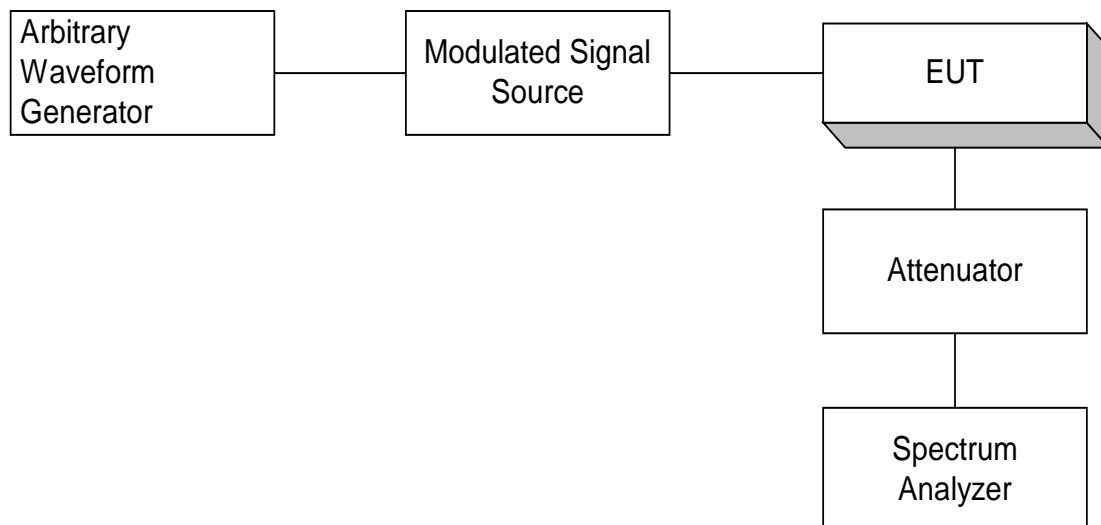 Arbitrary
Waveform
Generator
Modulated Signal
Source
EUT
Attenuator
Spectrum
Analyzer